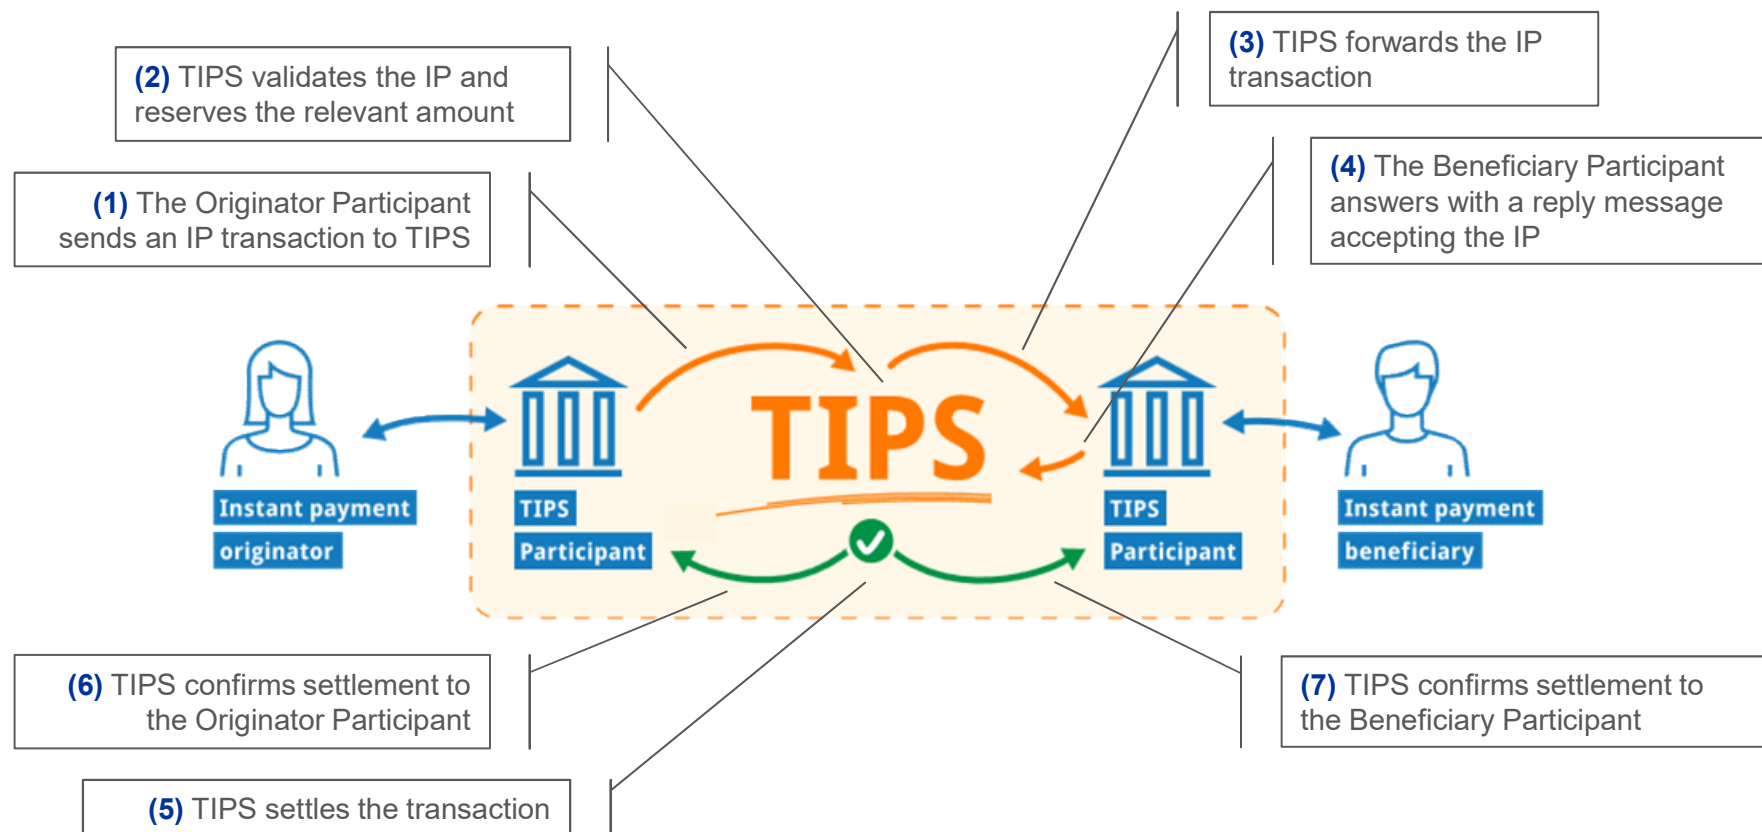 (3) TIPS forwards the IP
transaction
(2) TIPS validates the IP and
reserves the relevant amount
(4) The Beneficiary Participant
answers with a reply message
accepting the IP
(1) The Originator Participant
sends an IP transaction to TIPS
TIPS
Instant payment
originator
TIPS
Participant
TIPS
Participant
Instant payment
beneficiary
(6) TIPS confirms settlement to
the Originator Participant
(7) TIPS confirms settlement to
the Beneficiary Participant
(5) TIPS settles the transaction